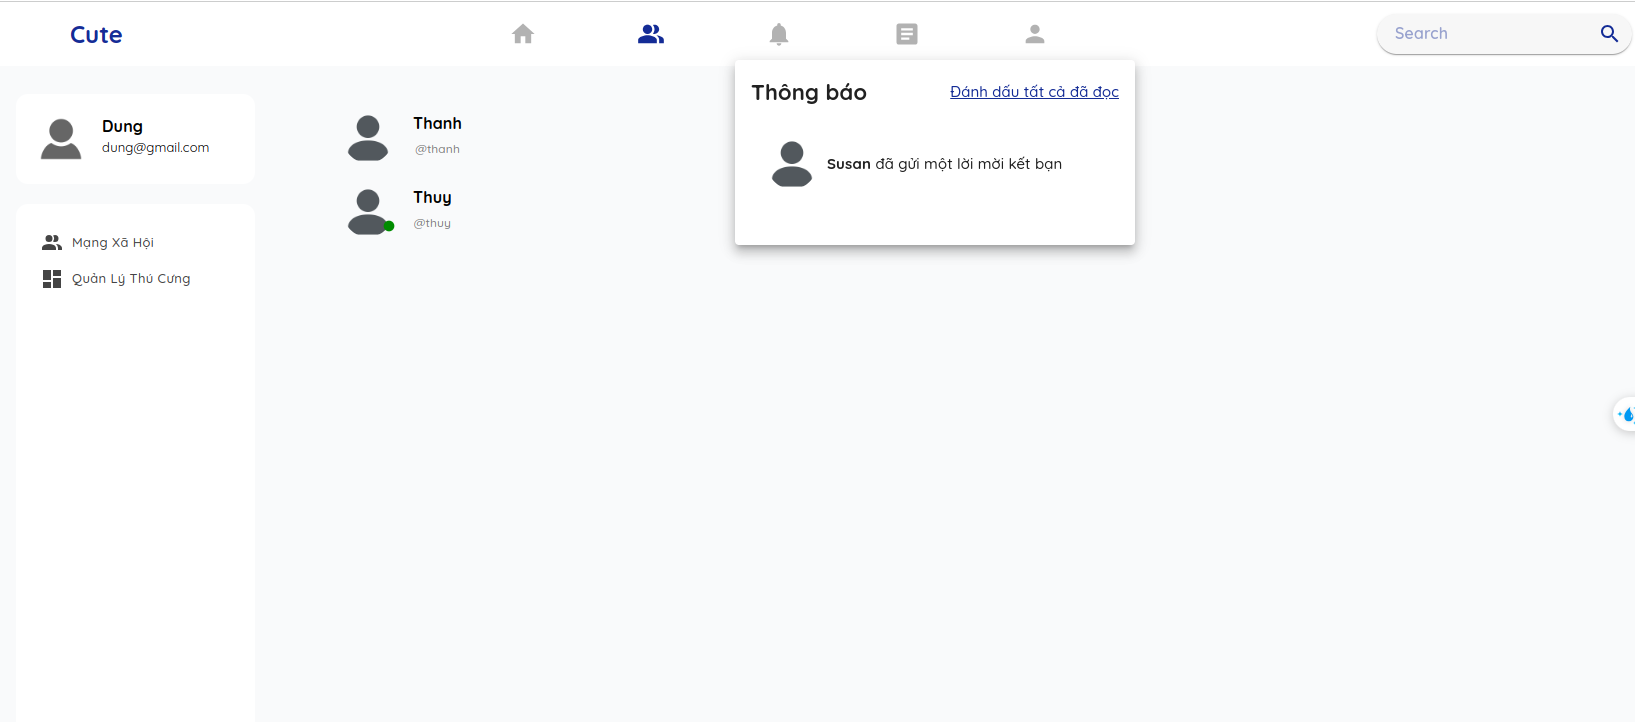 Cute
Search
Dung
dung@gmail.com
Mạng Xã Hội
Quản Lý Thú Cưng
Thanh
@thanh
Thuy
@thuy
Thông báo
Đánh dấu tất cả đã đọc
Susan đã gửi một lời mời kết bạn